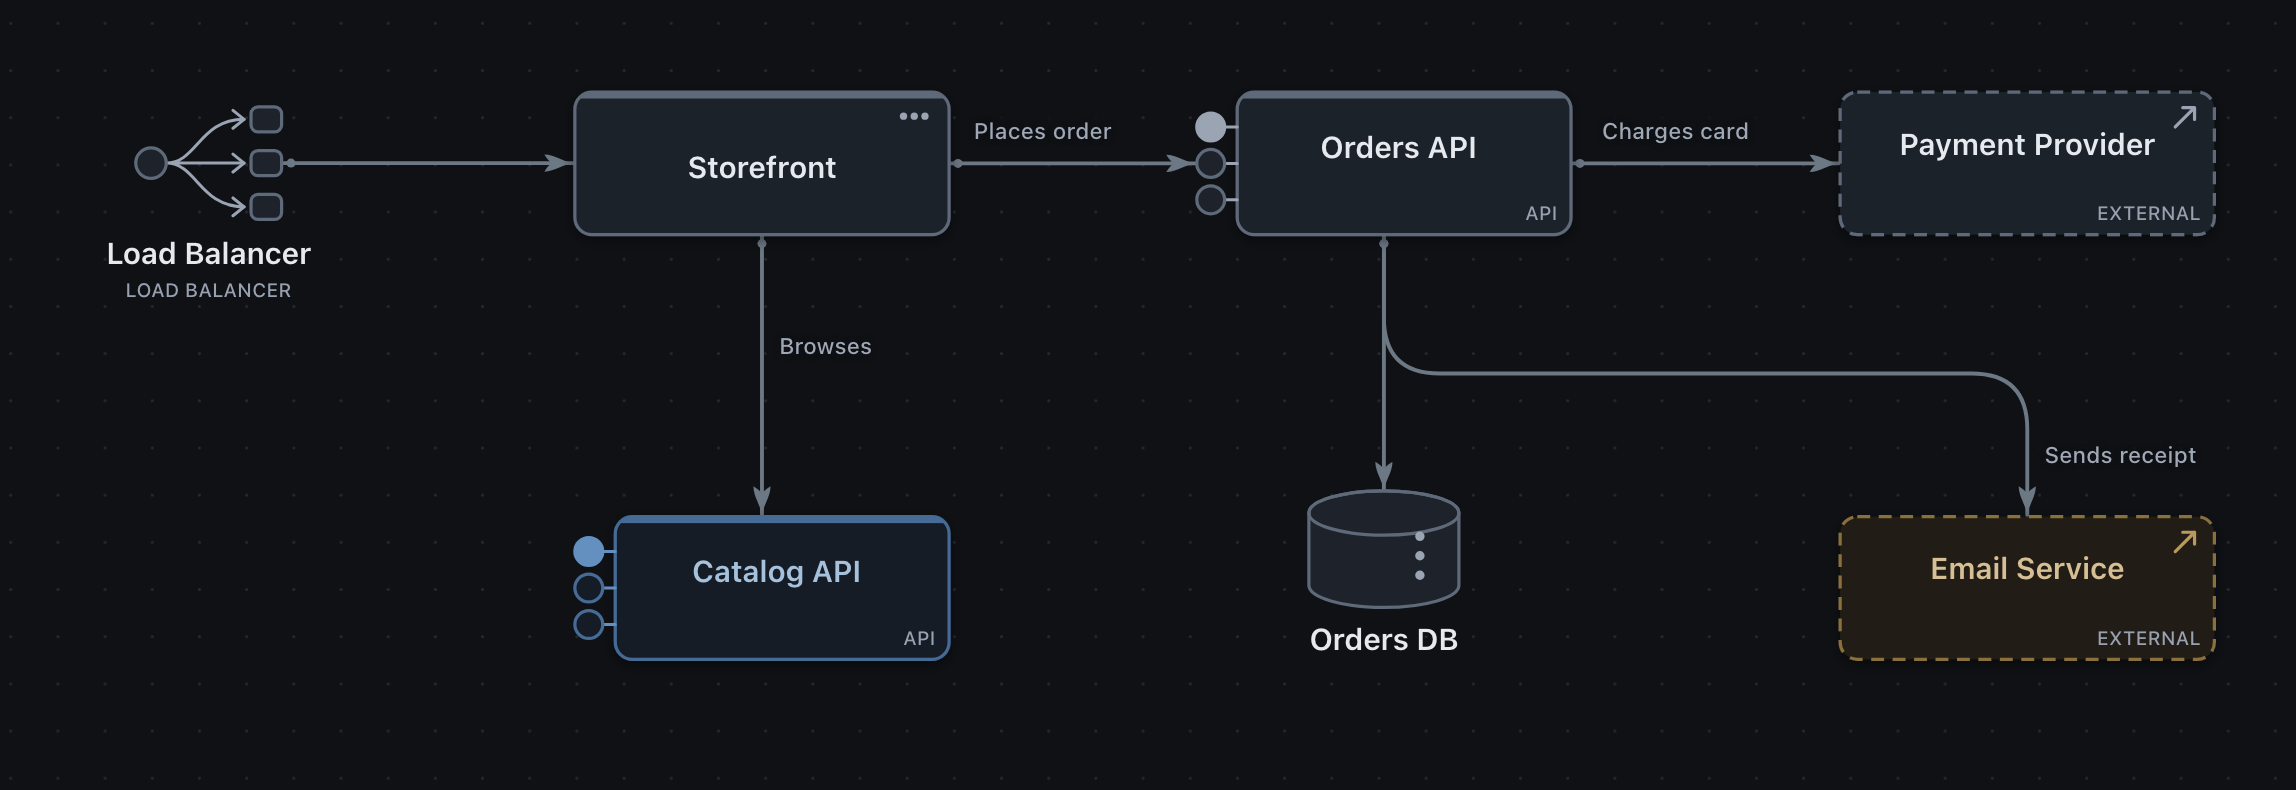 Storefront
Places order
Orders API
API
Charges card
Payment Provider
EXTERNAL
Load Balancer
LOAD BALANCER
Browses
Sends receipt
Catalog API
API
Orders DB
Email Service
EXTERNAL